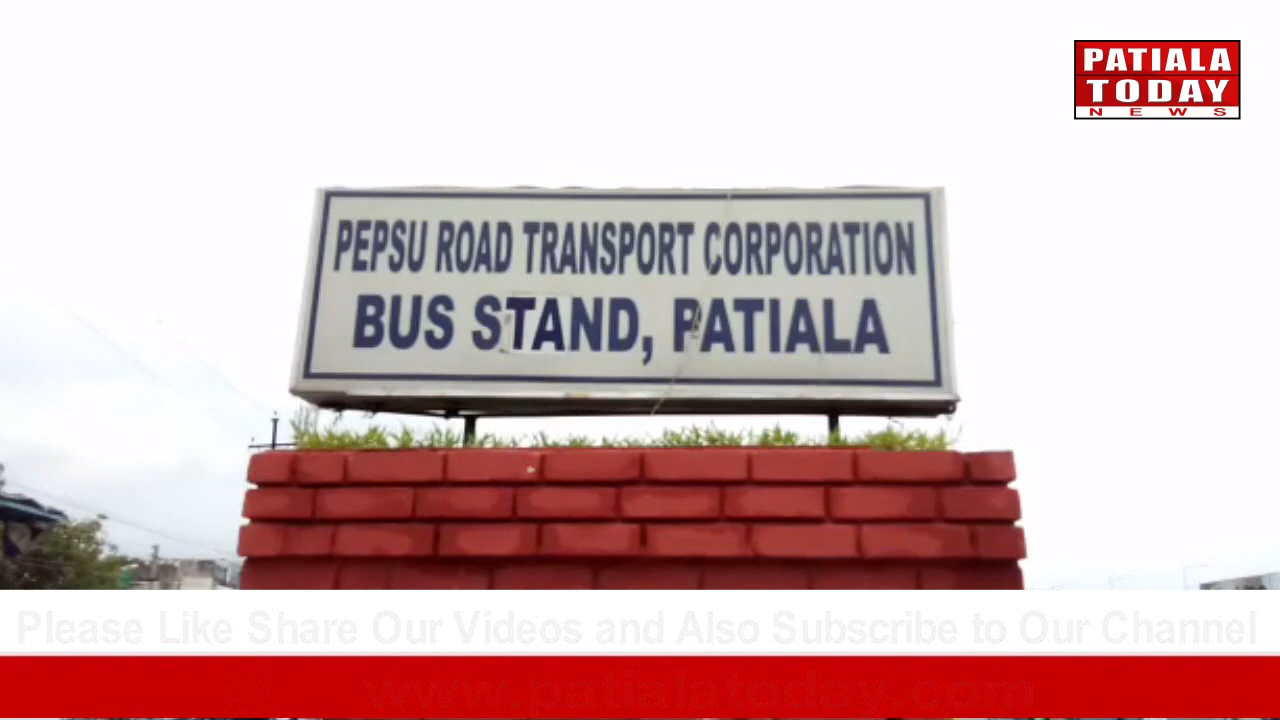 PATIALA
TODAY
NEWS
PEPSU ROAD TRANSPORT CORPORATION
BUS STAND, PATIALA
Please Like Share Our Videos and Also Subscribe to Our Channel
www.patialatoday.com